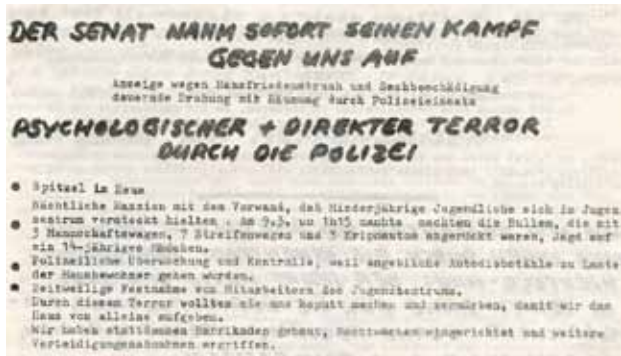 DER SENAT NAHM SOFORT SEINEN KAMPF
GEGEN UNS AUF
Anzeige wegen Hausfriedensbruch und Sachbeschädigung
dauernde Drohung mit Räumung durch Polizeieinsatz
PSYCHOLOGISCHER + DIREKTER TERROR
DURCH DIE POLIZEI
● Spitzel im Haus
Nächtliche Razzien mit dem Vorwand, daß Minderjährige Jugendliche sich im Jugend
zentrum versteckt hielten . Am 9.3. um 1h15 nachts machten die Bullen, die mit
3 Mannschaftswagen, 7 Streifenwagen und 3 Kripoautos angerückt waren, Jagd auf
ein 14-jähriges Mädchen.
● Polizeiliche Überwachung und Kontrolle, weil angebliche Autodiebstähle zu Laste
der Hausbewohner gehen würden.
● Zeitweilige Festnahme von Mitarbeitern des Jugendzentrums.
Durch diesen Terror wollten sie uns kaputt machen und zermürben, damit wir das
Haus von alleine aufgeben.
Wir haben stattdessen Barrikaden gebaut, Nachtwachen eingerichtet und weitere
Verteidigungsmaßnahmen ergriffen.